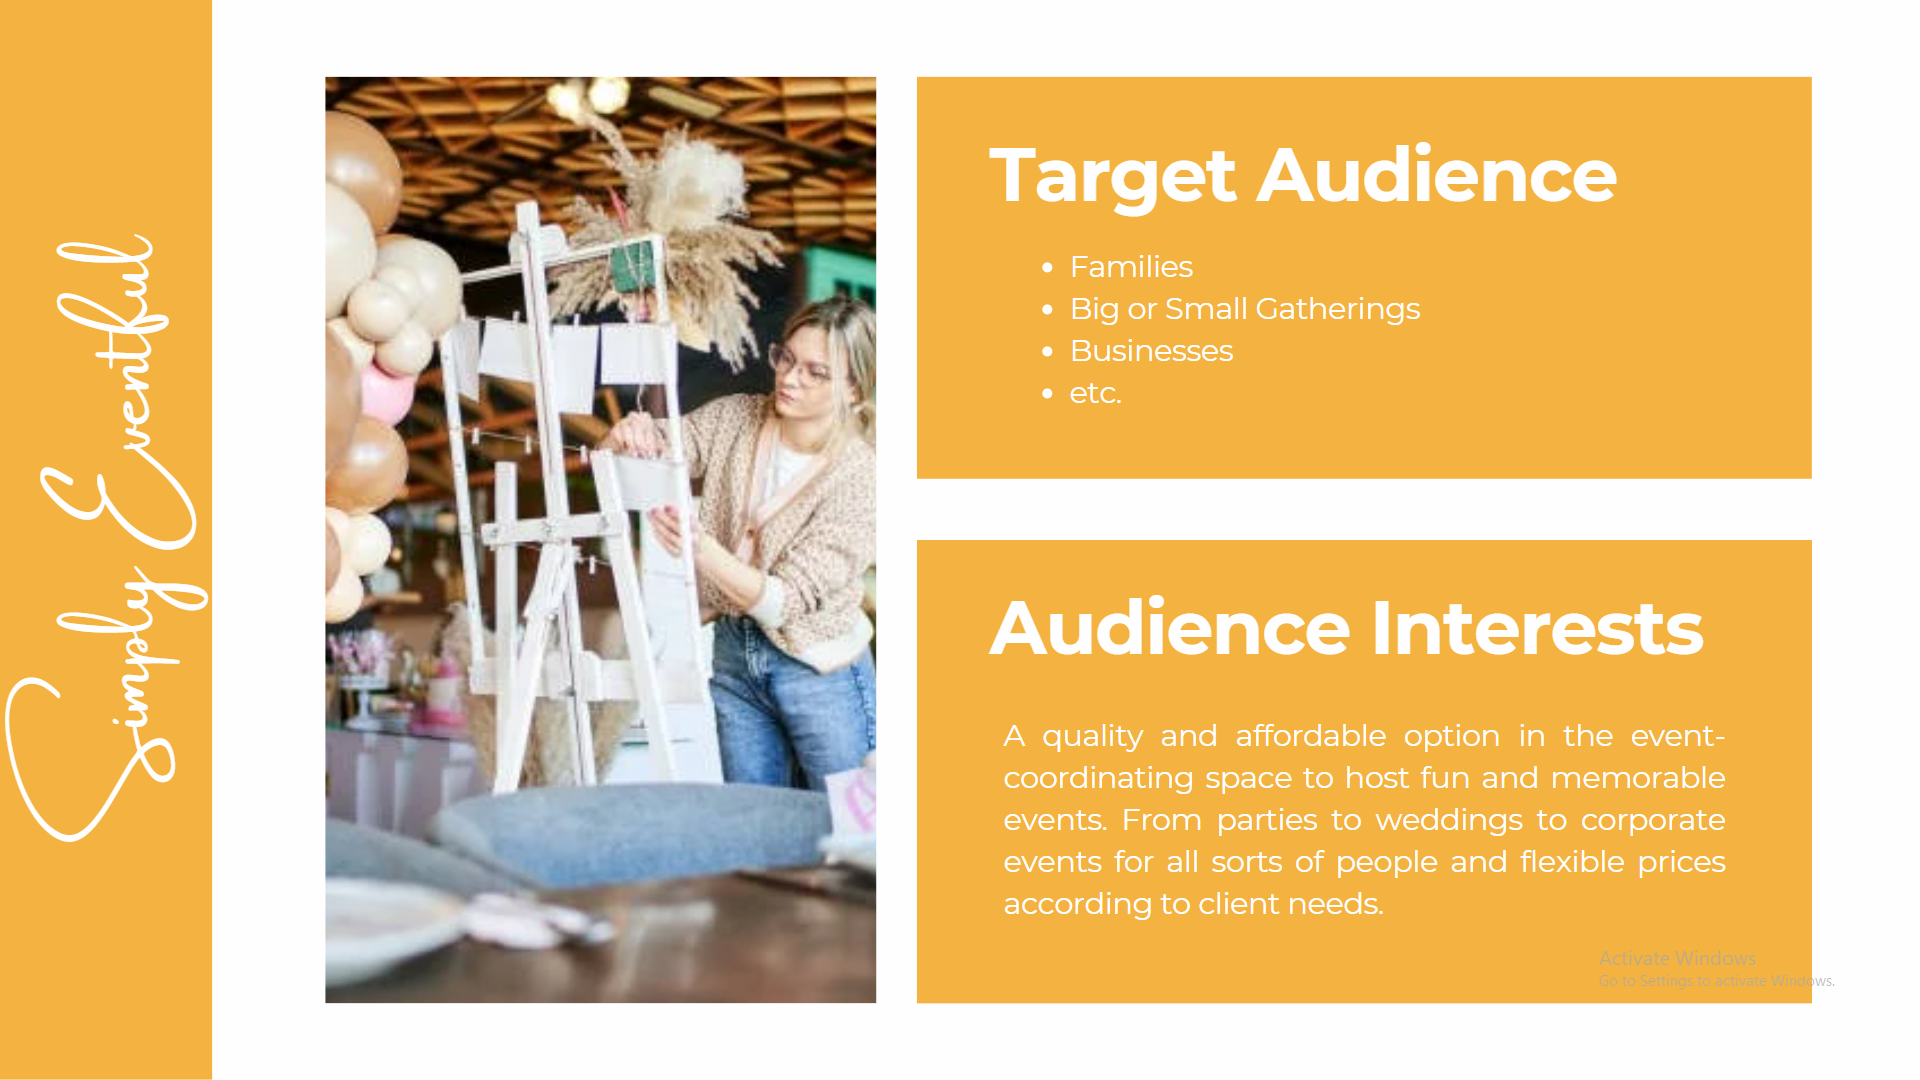 Simply Eventful
Target Audience
• Families
• Big or Small Gatherings
• Businesses
• etc.
Audience Interests
A quality and affordable option in the event-
coordinating space to host fun and memorable
events. From parties to weddings to corporate
events for all sorts of people and flexible prices
according to client needs.
Activate Windows
Go to Settings to activate Windows.